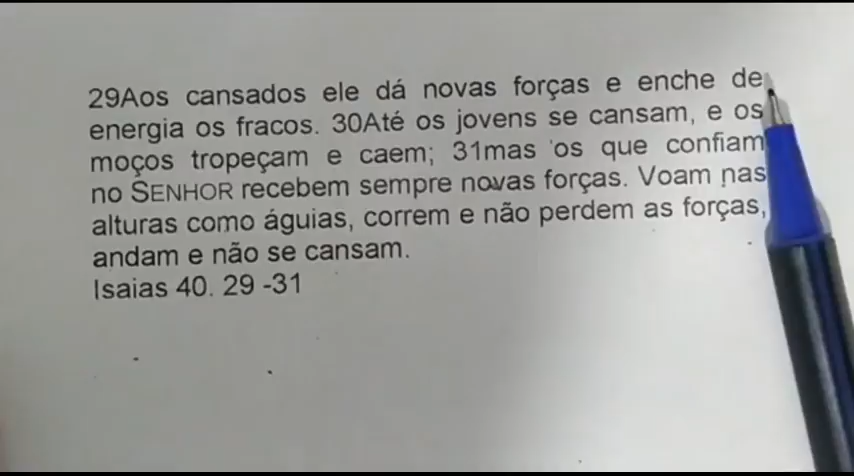 29Aos cansados ele dá novas forças e enche de
energia os fracos. 30Até os jovens se cansam, e os
moços tropeçam e caem; 31mas os que confiam
no SENHOR recebem sempre novas forças. Voam nas
alturas como águias, correm e não perdem as forças,
andam e não se cansam.
Isaias 40. 29 -31